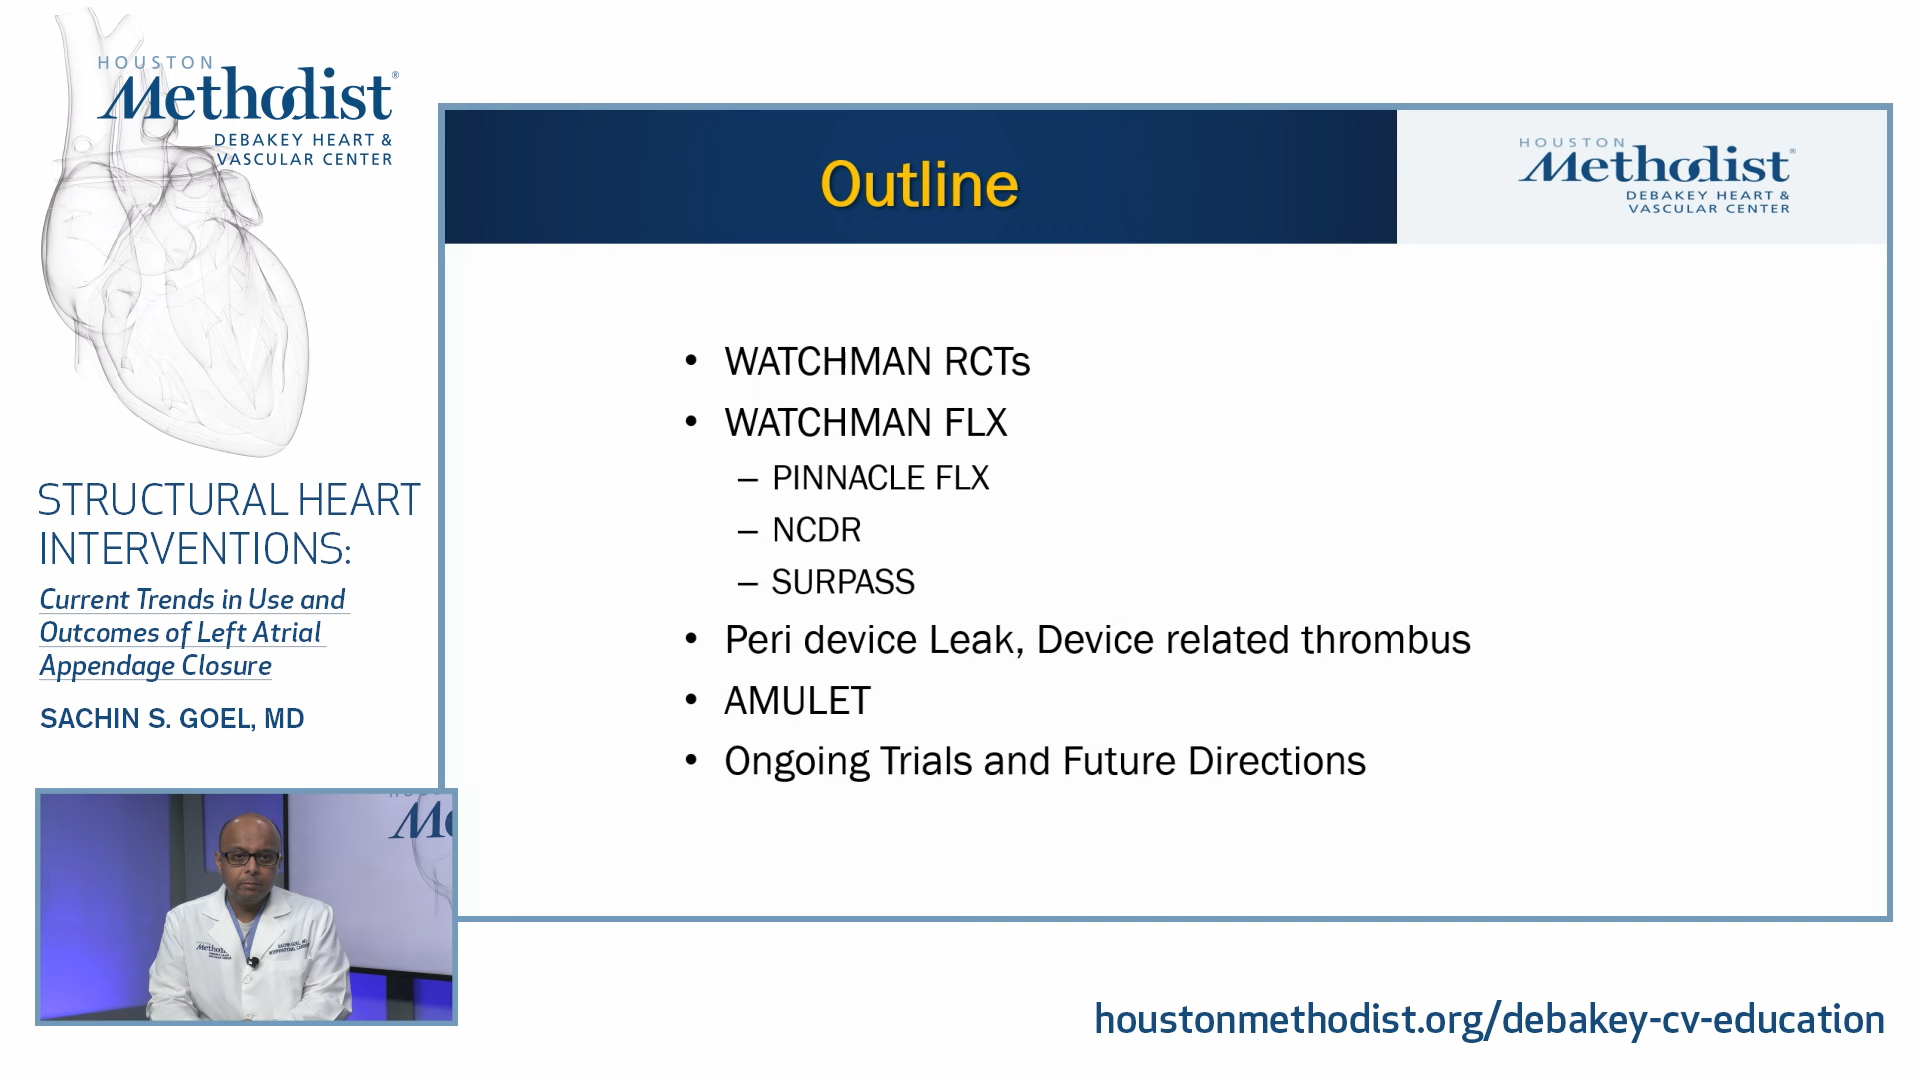 HOUSTON
Methodist®
DEBAKEY HEART &
VASCULAR CENTER
STRUCTURAL HEART
INTERVENTIONS:
Current Trends in Use and
Outcomes of Left Atrial
Appendage Closure
SACHIN S. GOEL, MD
Outline
HOUSTON
Methodist®
DEBAKEY HEART &
VASCULAR CENTER
• WATCHMAN RCTs
• WATCHMAN FLX
– PINNACLE FLX
– NCDR
– SURPASS
• Peri device Leak, Device related thrombus
• AMULET
• Ongoing Trials and Future Directions
houstonmethodist.org/debakey-cv-education